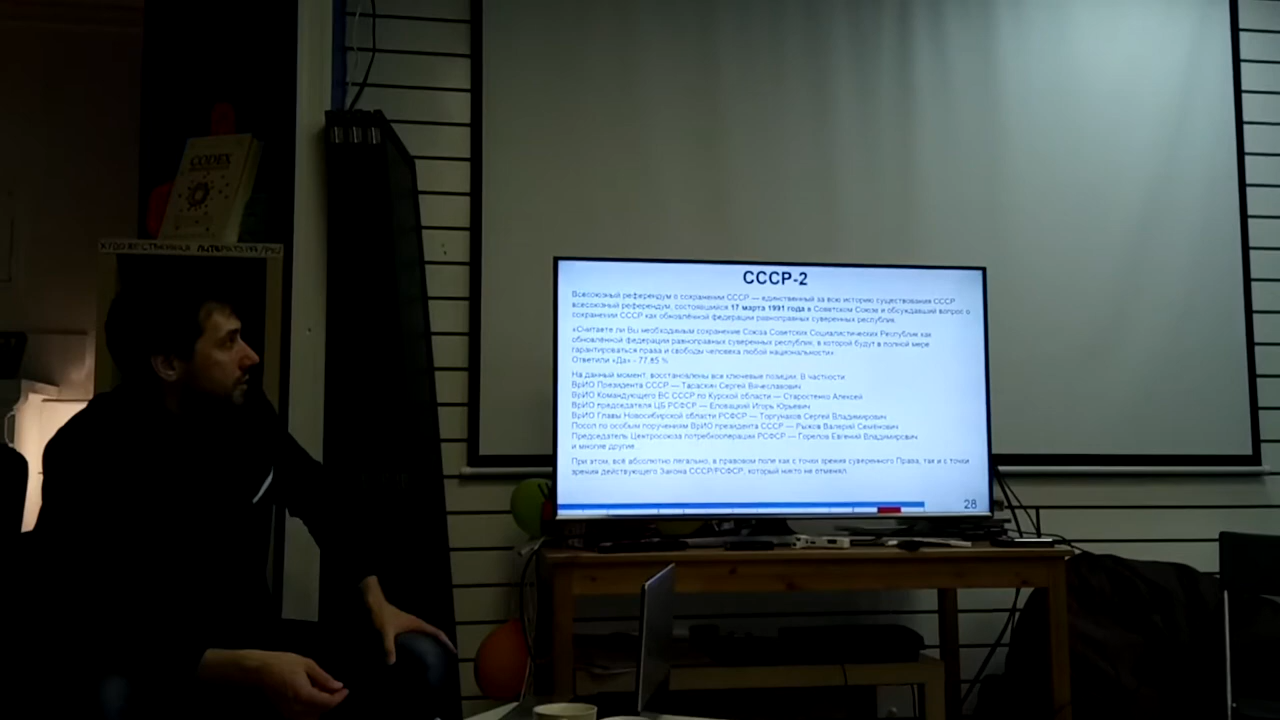 CODEX
ХУДОЖЕСТВЕННАЯ ЛИТЕРАТУРА/РУС
СССР-2
Всесоюзный референдум о сохранении СССР — единственный за всю историю существования СССР
всесоюзный референдум, состоявшийся 17 марта 1991 года в Советском Союзе и обсуждавший вопрос о
сохранении СССР как обновлённой федерации равноправных суверенных республик.
«Считаете ли Вы необходимым сохранение Союза Советских Социалистических Республик как
обновлённой федерации равноправных суверенных республик, в которой будут в полной мере
гарантироваться права и свободы человека любой национальности».
Ответили «Да» - 77,85 %
На данный момент, восстановлены все ключевые позиции. В частности:
ВрИО Президента СССР — Тараскин Сергей Вячеславович
ВрИО Командующего ВС СССР по Курской области — Старостенко Алексей
ВрИО председателя ЦБ РСФСР — Еловацкий Игорь Юрьевич
ВрИО Главы Новосибирской области РСФСР — Торгунаков Сергей Владимирович
Посол по особым поручениям ВрИО президента СССР — Рыжов Валерий Семёнович
Председатель Центросоюза потребкооперации РСФСР — Горелов Евгений Владимирович
и многие другие...
При этом, всё абсолютно легально, в правовом поле как с точки зрения суверенного Права, так и с точки
зрения действующего Закона СССР/РСФСР, который никто не отменял.
28